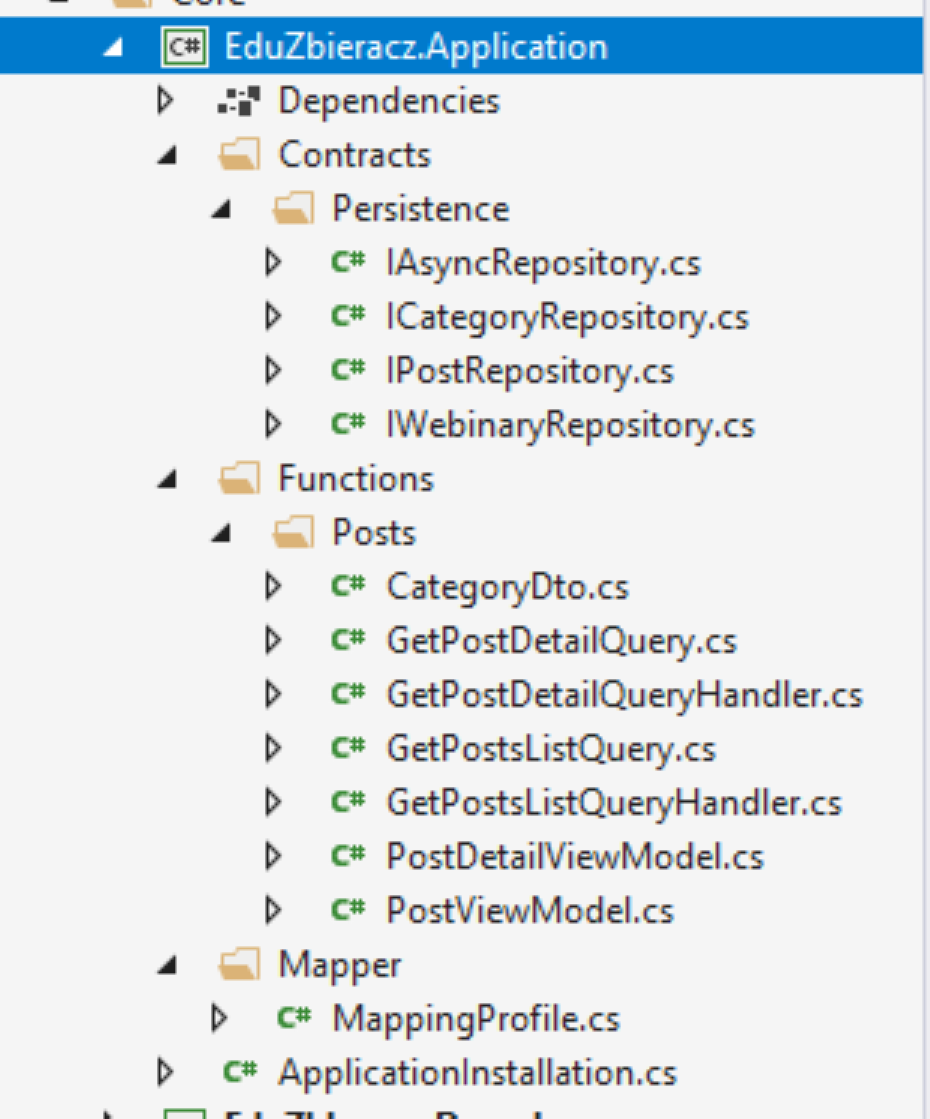 Core
C# EduZbieracz.Application
Dependencies
Contracts
Persistence
C# IAsyncRepository.cs
C# ICategoryRepository.cs
C# IPostRepository.cs
C# IWebinaryRepository.cs
Functions
Posts
C# CategoryDto.cs
C# GetPostDetailQuery.cs
C# GetPostDetailQueryHandler.cs
C# GetPostsListQuery.cs
C# GetPostsListQueryHandler.cs
C# PostDetailViewModel.cs
C# PostViewModel.cs
Mapper
C# MappingProfile.cs
C# ApplicationInstallation.cs